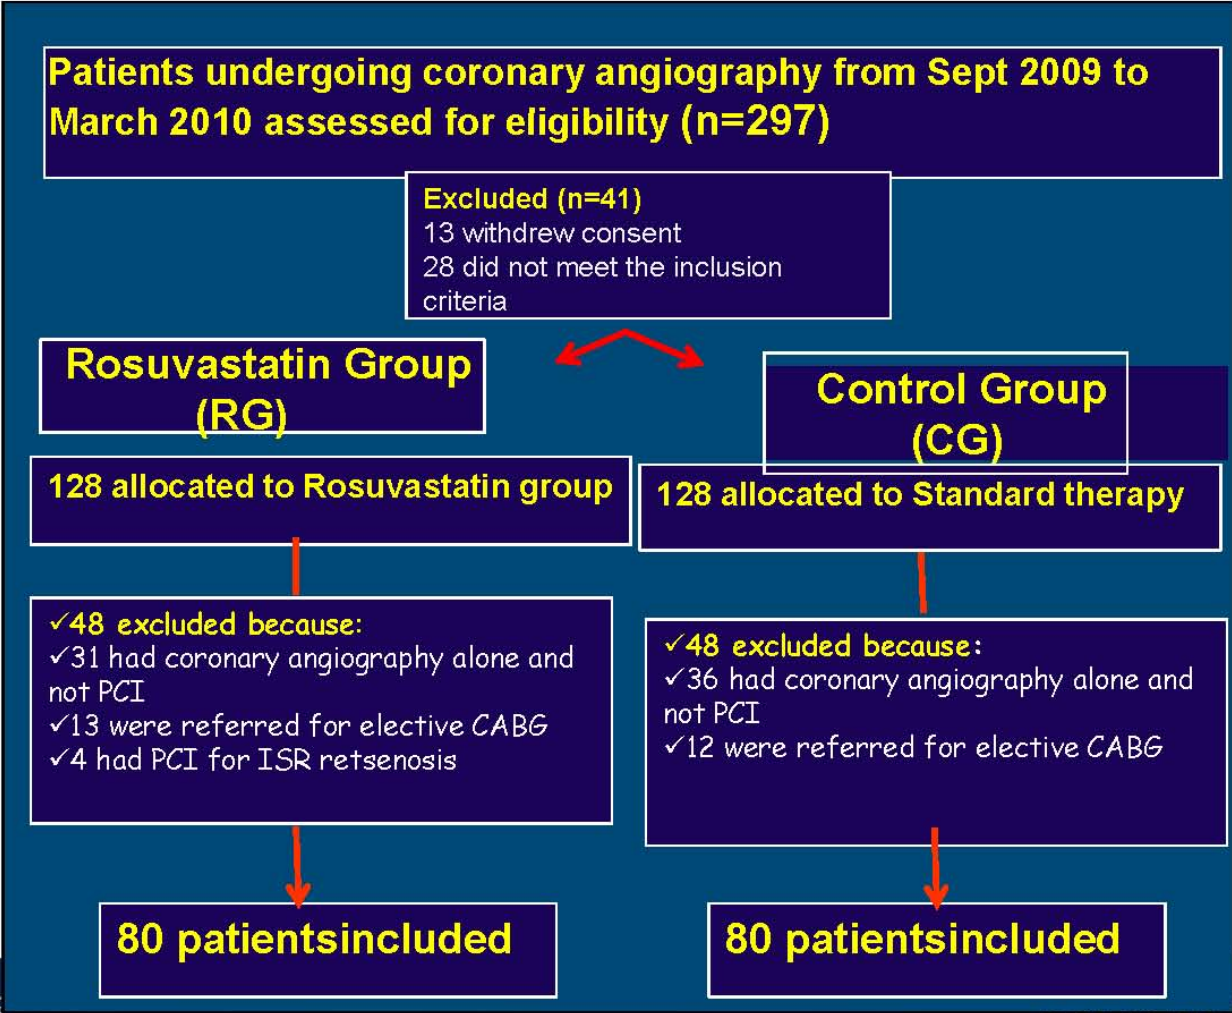 Patients undergoing coronary angiography from Sept 2009 to
March 2010 assessed for eligibility (n=297)
Excluded (n=41)
13 withdrew consent
28 did not meet the inclusion
criteria
Rosuvastatin Group
(RG)
Control Group
(CG)
128 allocated to Rosuvastatin group
128 allocated to Standard therapy
✓48 excluded because:
✓31 had coronary angiography alone and
not PCI
✓13 were referred for elective CABG
✓4 had PCI for ISR retsenosis
✓48 excluded because:
✓36 had coronary angiography alone and
not PCI
✓12 were referred for elective CABG
80 patientsincluded
80 patientsincluded